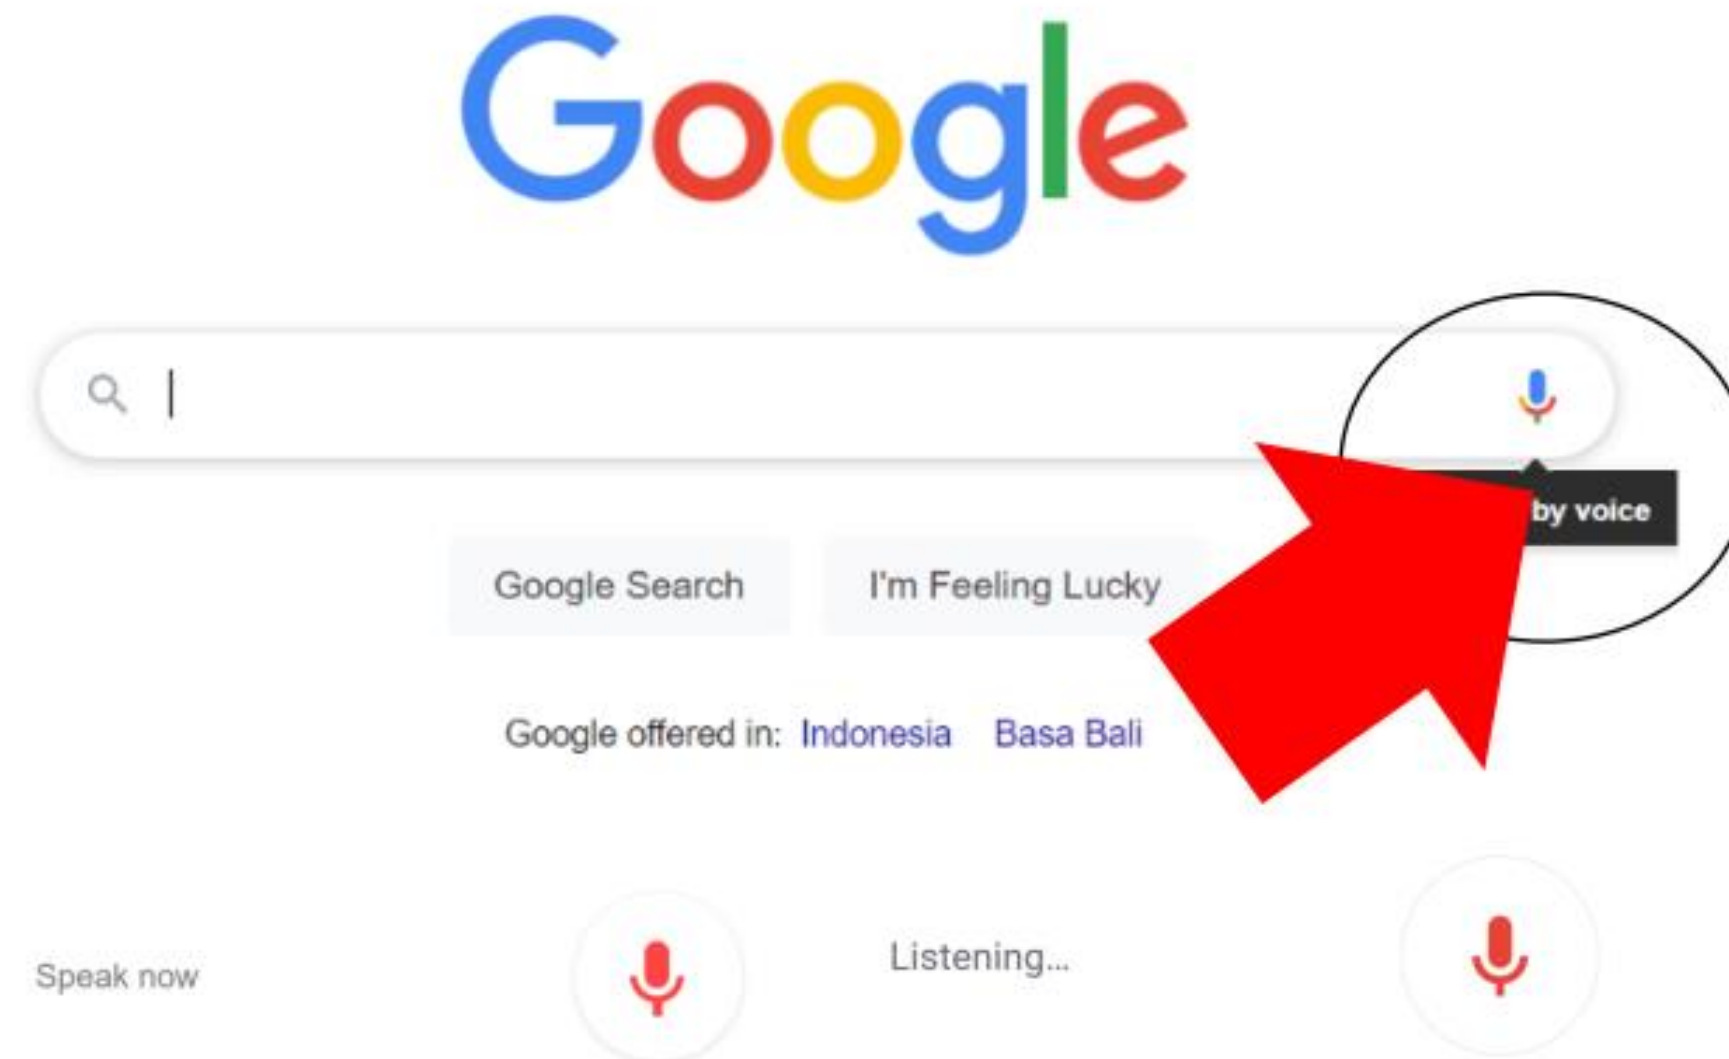 Google
by voice
Google Search I'm Feeling Lucky
Google offered in: Indonesia Basa Bali
Speak now
Listening...